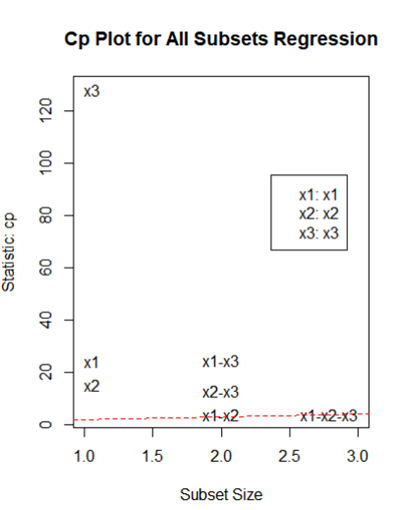 Cp Plot for All Subsets Regression
Statistic: cp
120
100
80
60
40
20
0
x3
x1: x1
x2: x2
x3: x3
x1
x1-x3
x2
x2-x3
x1-x2
x1-x2-x3
1.0 1.5 2.0 2.5 3.0
Subset Size